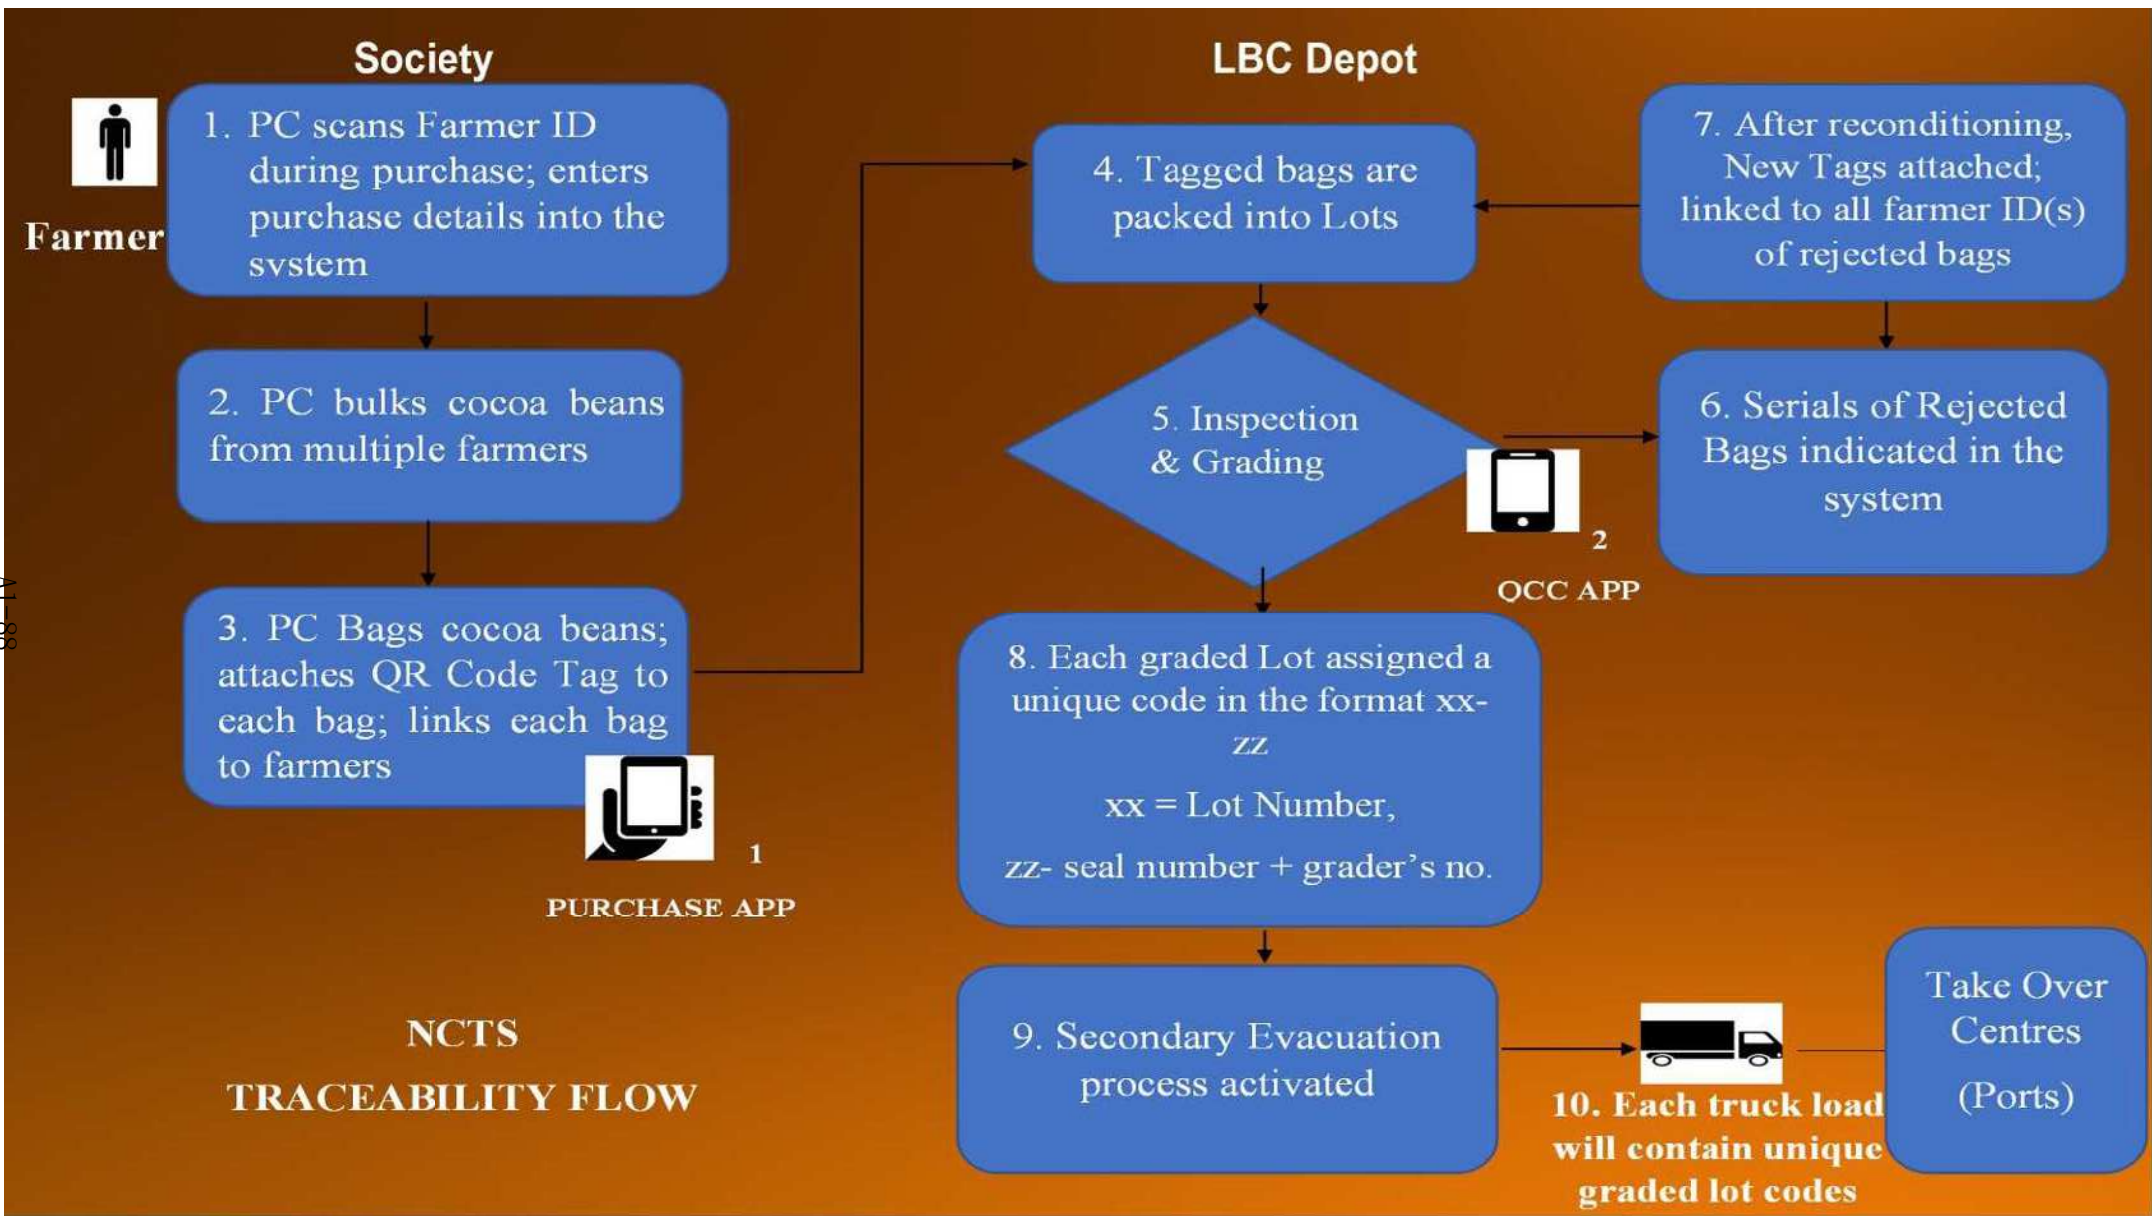 Society
Farmer
1. PC scans Farmer ID
during purchase; enters
purchase details into the
system
2. PC bulks cocoa beans
from multiple farmers
3. PC Bags cocoa beans;
attaches QR Code Tag to
each bag; links each bag
to farmers
1
PURCHASE APP
NCTS
TRACEABILITY FLOW
LBC Depot
4. Tagged bags are
packed into Lots
5. Inspection
& Grading
2
QCC APP
6. Serials of Rejected
Bags indicated in the
system
7. After reconditioning,
New Tags attached;
linked to all farmer ID(s)
of rejected bags
8. Each graded Lot assigned a
unique code in the format xx-
zz
xx = Lot Number,
zz- seal number + grader’s no.
9. Secondary Evacuation
process activated
10. Each truck load
will contain unique
graded lot codes
Take Over
Centres
(Ports)